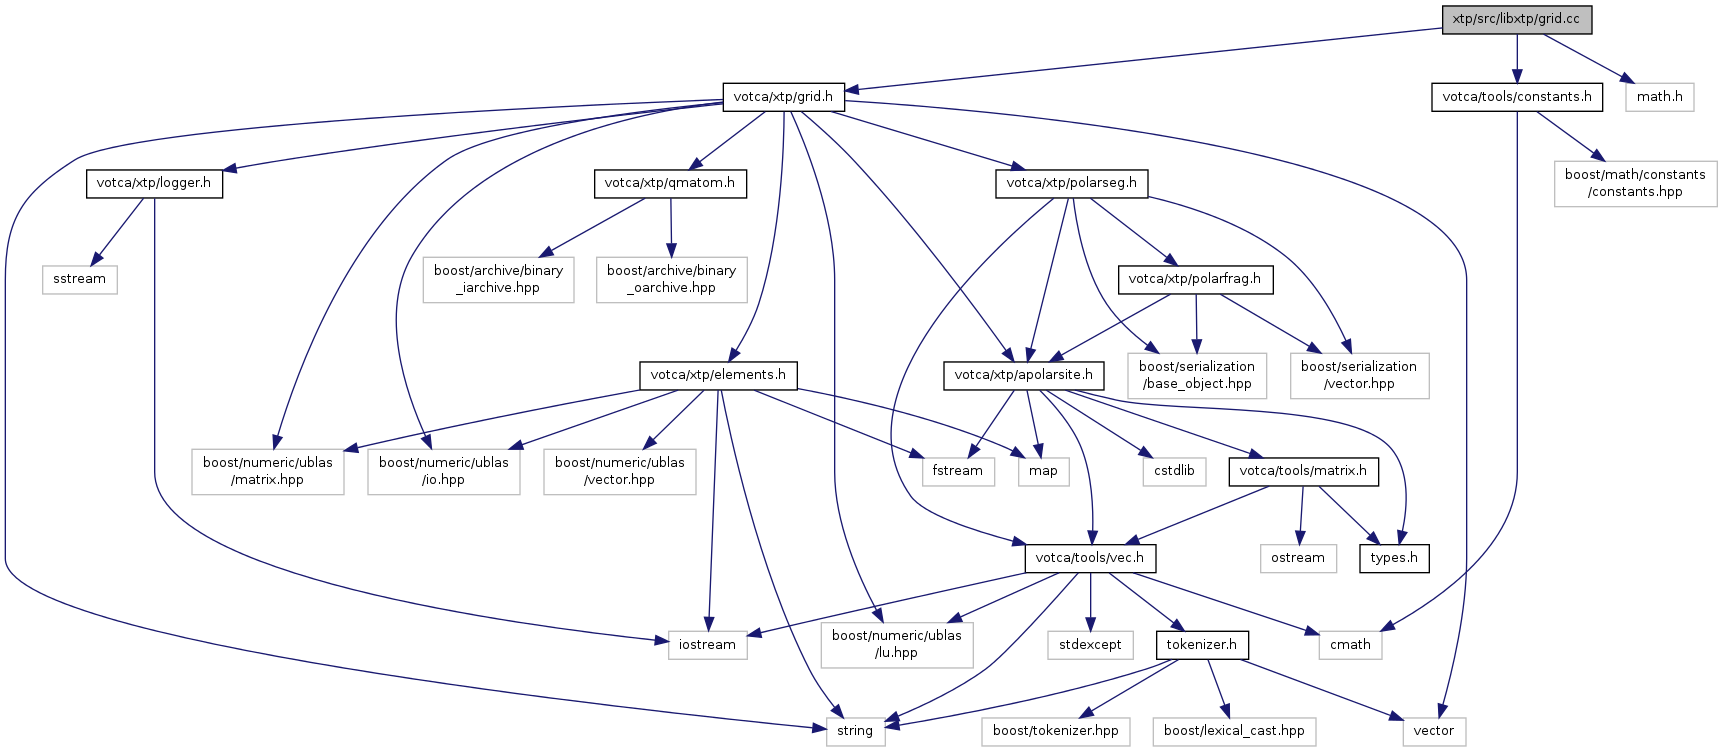 xtp/src/libxtp/grid.cc
votca/xtp/grid.h
votca/tools/constants.h
math.h
votca/xtp/logger.h
votca/xtp/qmatom.h
votca/xtp/polarseg.h
boost/math/constants
/constants.hpp
sstream
boost/archive/binary
_iarchive.hpp
boost/archive/binary
_oarchive.hpp
votca/xtp/polarfrag.h
votca/xtp/elements.h
votca/xtp/apolarsite.h
boost/serialization
/base_object.hpp
boost/serialization
/vector.hpp
boost/numeric/ublas
/matrix.hpp
boost/numeric/ublas
/io.hpp
boost/numeric/ublas
/vector.hpp
fstream
map
cstdlib
votca/tools/matrix.h
votca/tools/vec.h
ostream
types.h
iostream
boost/numeric/ublas
/lu.hpp
stdexcept
tokenizer.h
cmath
string
boost/tokenizer.hpp
boost/lexical_cast.hpp
vector